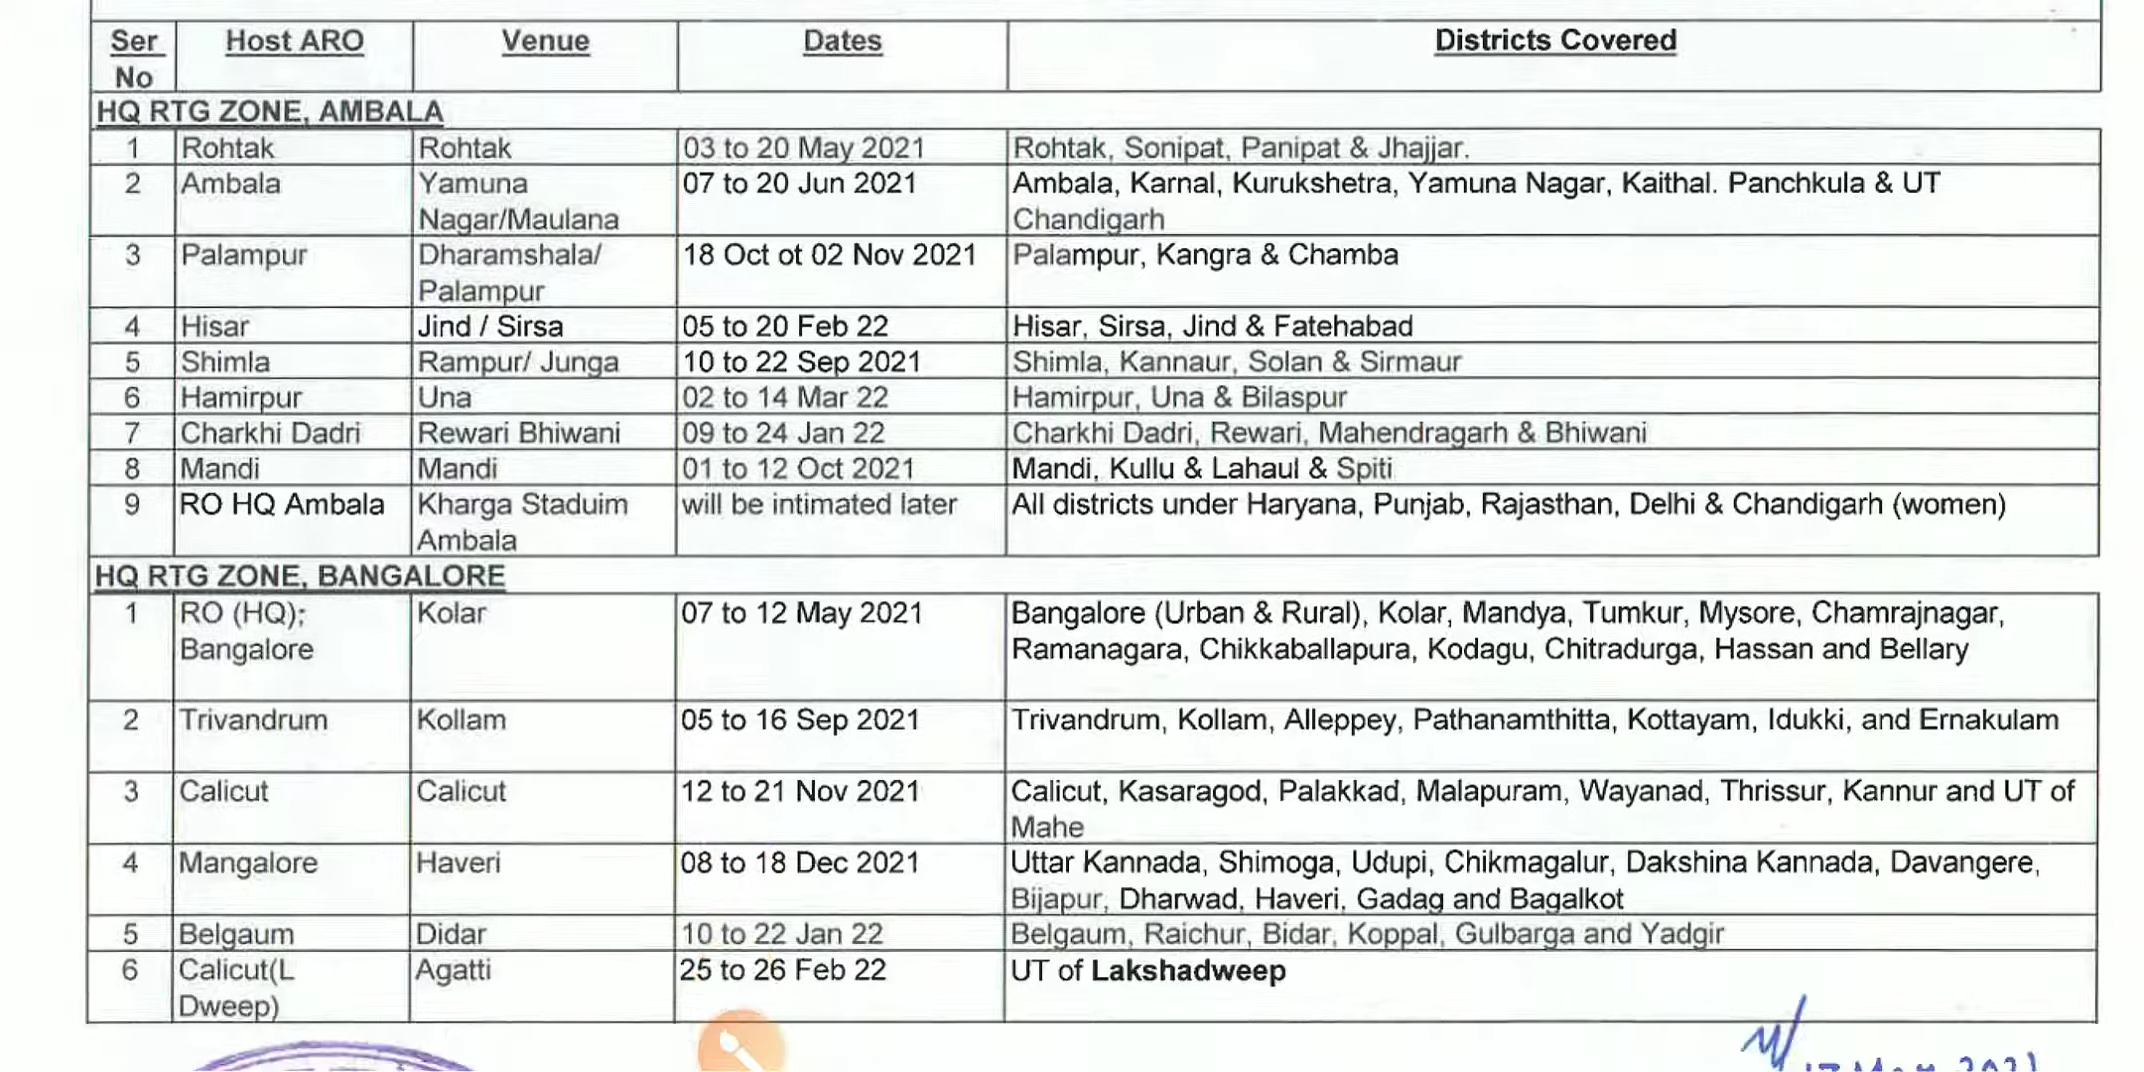 Ser No Host ARO Venue Dates Districts Covered
HQ RTG ZONE, AMBALA
1 Rohtak Rohtak 03 to 20 May 2021 Rohtak, Sonipat, Panipat & Jhajjar.
2 Ambala Yamuna Nagar/Maulana 07 to 20 Jun 2021 Ambala, Karnal, Kurukshetra, Yamuna Nagar, Kaithal. Panchkula & UT Chandigarh
3 Palampur Dharamshala/ Palampur 18 Oct ot 02 Nov 2021 Palampur, Kangra & Chamba
4 Hisar Jind / Sirsa 05 to 20 Feb 22 Hisar, Sirsa, Jind & Fatehabad
5 Shimla Rampur/ Junga 10 to 22 Sep 2021 Shimla, Kannaur, Solan & Sirmaur
6 Hamirpur Una 02 to 14 Mar 22 Hamirpur, Una & Bilaspur
7 Charkhi Dadri Rewari Bhiwani 09 to 24 Jan 22 Charkhi Dadri, Rewari, Mahendragarh & Bhiwani
8 Mandi Mandi 01 to 12 Oct 2021 Mandi, Kullu & Lahaul & Spiti
9 RO HQ Ambala Kharga Staduim Ambala will be intimated later All districts under Haryana, Punjab, Rajasthan, Delhi & Chandigarh (women)
HQ RTG ZONE, BANGALORE
1 RO (HQ); Bangalore Kolar 07 to 12 May 2021 Bangalore (Urban & Rural), Kolar, Mandya, Tumkur, Mysore, Chamrajnagar, Ramanagara, Chikkaballapura, Kodagu, Chitradurga, Hassan and Bellary
2 Trivandrum Kollam 05 to 16 Sep 2021 Trivandrum, Kollam, Alleppey, Pathanamthitta, Kottayam, Idukki, and Ernakulam
3 Calicut Calicut 12 to 21 Nov 2021 Calicut, Kasaragod, Palakkad, Malapuram, Wayanad, Thrissur, Kannur and UT of Mahe
4 Mangalore Haveri 08 to 18 Dec 2021 Uttar Kannada, Shimoga, Udupi, Chikmagalur, Dakshina Kannada, Davangere, Bijapur, Dharwad, Haveri, Gadag and Bagalkot
5 Belgaum Didar 10 to 22 Jan 22 Belgaum, Raichur, Bidar, Koppal, Gulbarga and Yadgir
6 Calicut(L Dweep) Agatti 25 to 26 Feb 22 UT of Lakshadweep